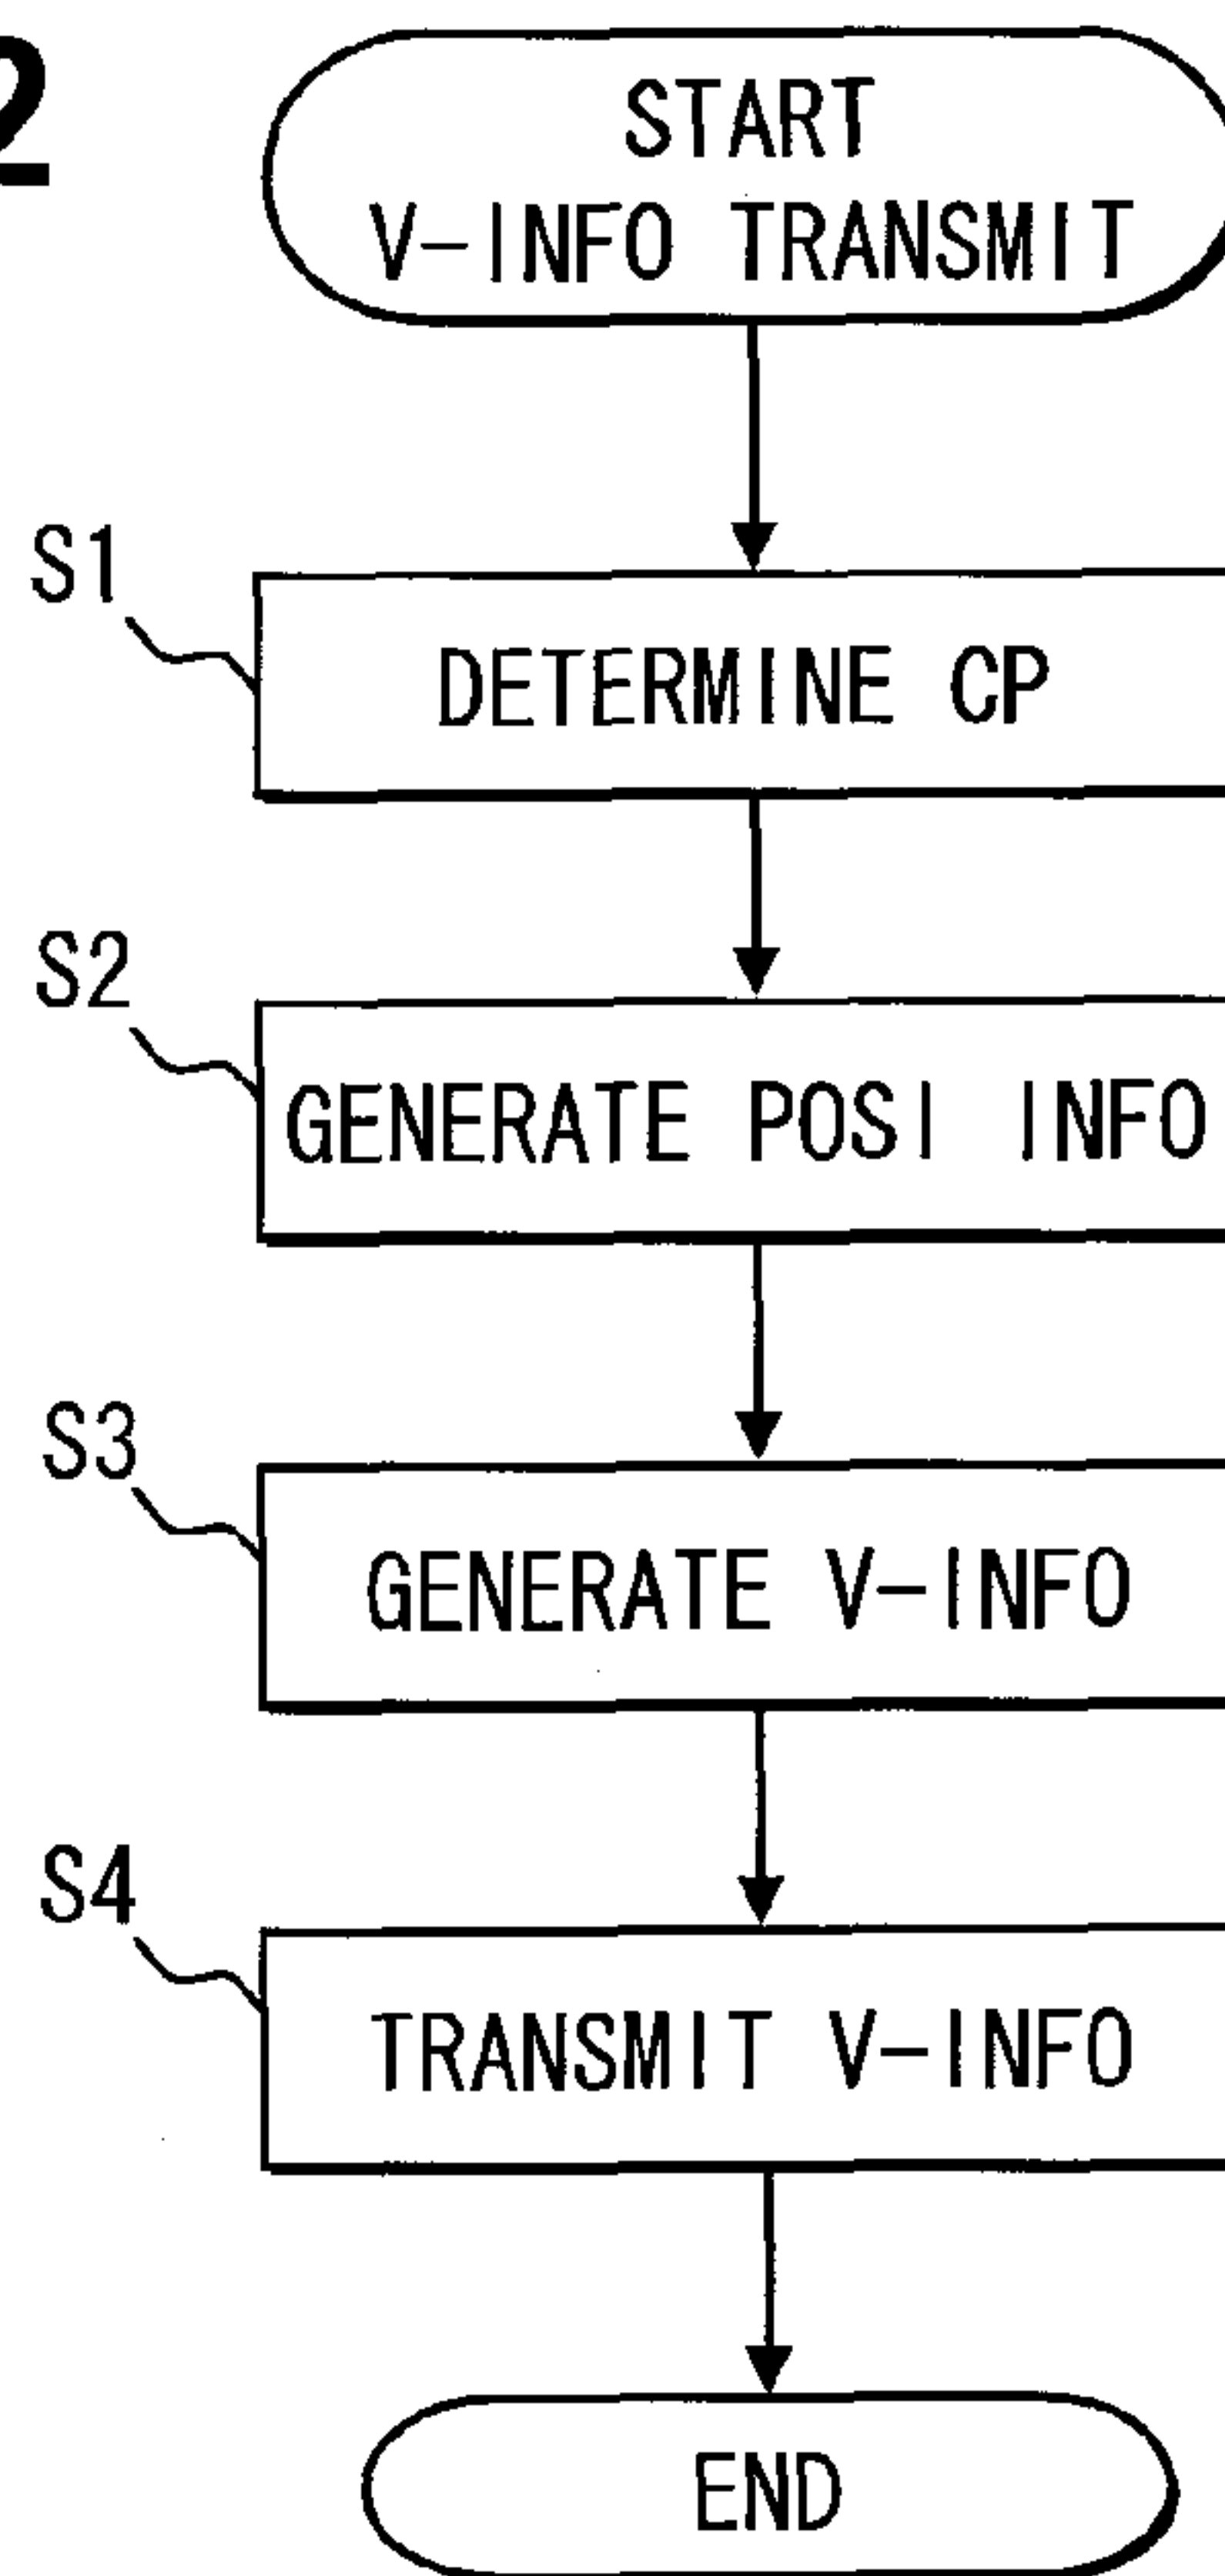 2
START
V-INFO TRANSMIT
S1
DETERMINE CP
S2
GENERATE POSI INFO
S3
GENERATE V-INFO
S4
TRANSMIT V-INFO
END